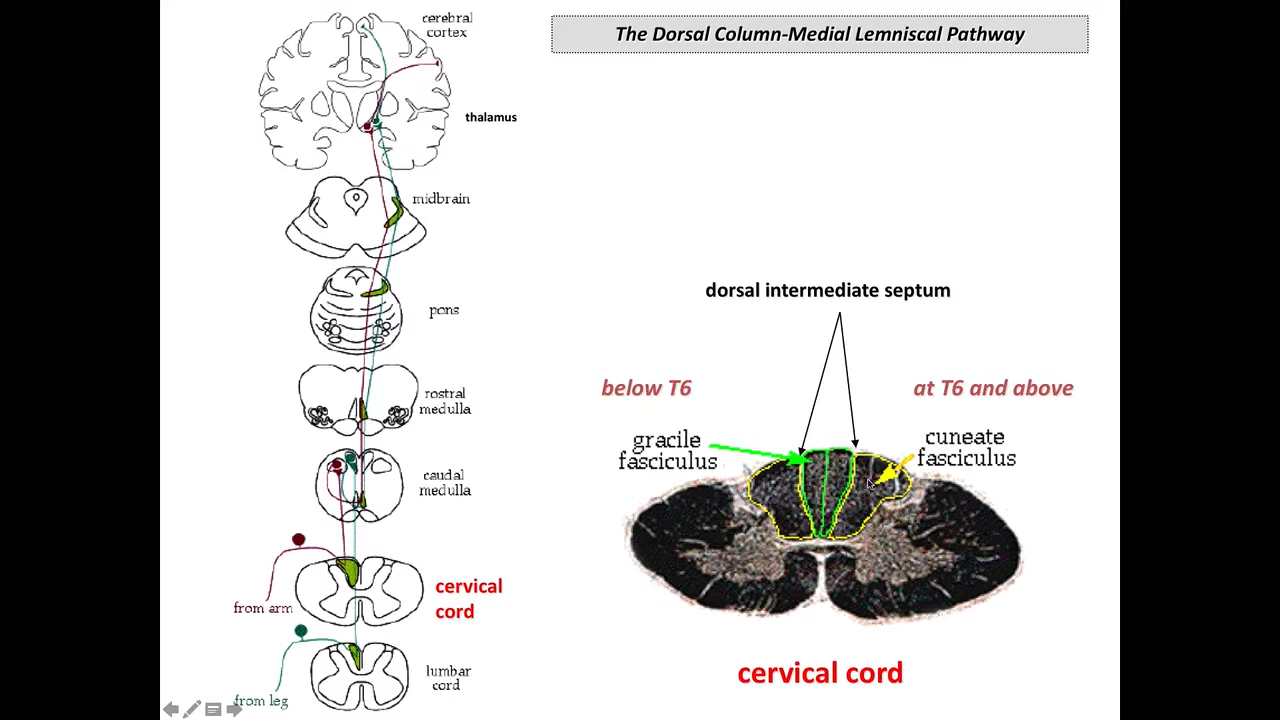 The Dorsal Column-Medial Lemniscal Pathway
cerebral
cortex
thalamus
midbrain
pons
rostral
medulla
caudal
medulla
from arm
cervical
cord
from leg
lumbar
cord
dorsal intermediate septum
below T6
at T6 and above
gracile
fasciculus
cuneate
fasciculus
cervical cord